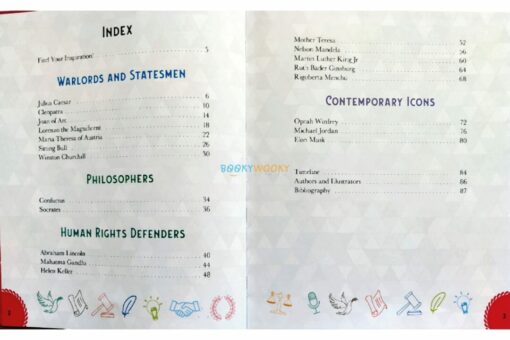 INDEX
Find Your Inspiration! 5
WARLORDS AND STATESMEN
Julius Caesar 6
Cleopatra 10
Joan of Arc 14
Lorenzo the Magnificent 18
Maria Theresa of Austria 22
Sitting Bull 26
Winston Churchill 30
PHILOSOPHERS
Confucius 34
Socrates 36
HUMAN RIGHTS DEFENDERS
Abraham Lincoln 40
Mahatma Gandhi 44
Helen Keller 48
2
Mother Teresa 52
Nelson Mandela 56
Martin Luther King Jr 60
Ruth Bader Ginsburg 64
Rigoberta Menchu 68
CONTEMPORARY ICONS
Oprah Winfrey 72
Michael Jordan 76
Elon Musk 80
Timeline 84
Authors and Illustrators 86
Bibliography 87
3
BOOKYWOOKY